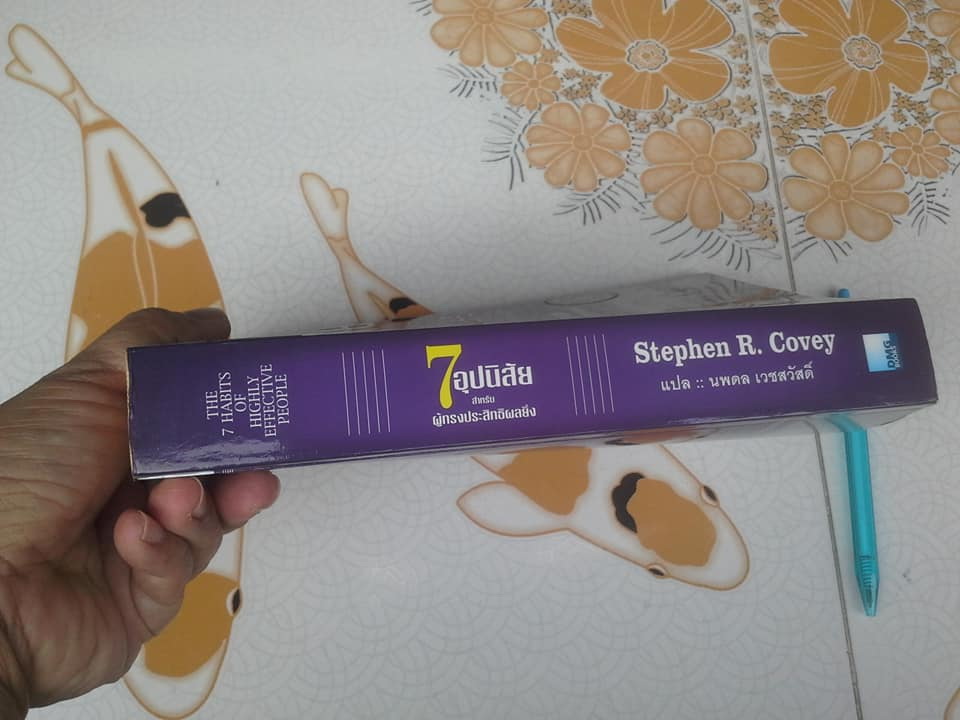 THE
7 HABITS
OF
HIGHLY
EFFECTIVE
PEOPLE
7อุปนิสัย
สำหรับ
ผู้ทรงประสิทธิผลยิ่ง
Stephen R. Covey
แปล :: นพดล เวชสวัสดิ์
DMG
BOOKS